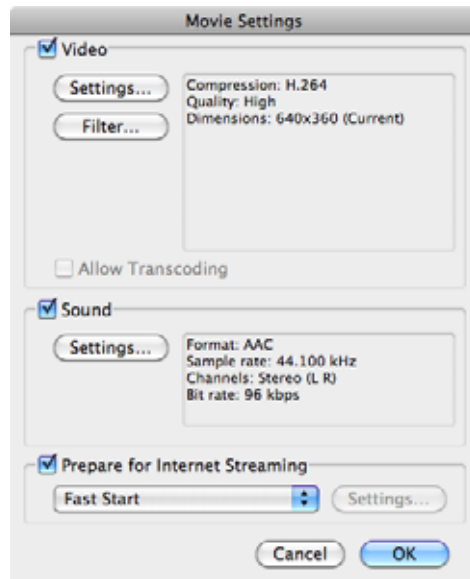 Movie Settings
Video
Settings...
Compression: H.264
Quality: High
Dimensions: 640x360 (Current)
Filter...
Allow Transcoding
Sound
Settings...
Format: AAC
Sample rate: 44.100 kHz
Channels: Stereo (L R)
Bit rate: 96 kbps
Prepare for Internet Streaming
Fast Start
Settings...
Cancel
OK